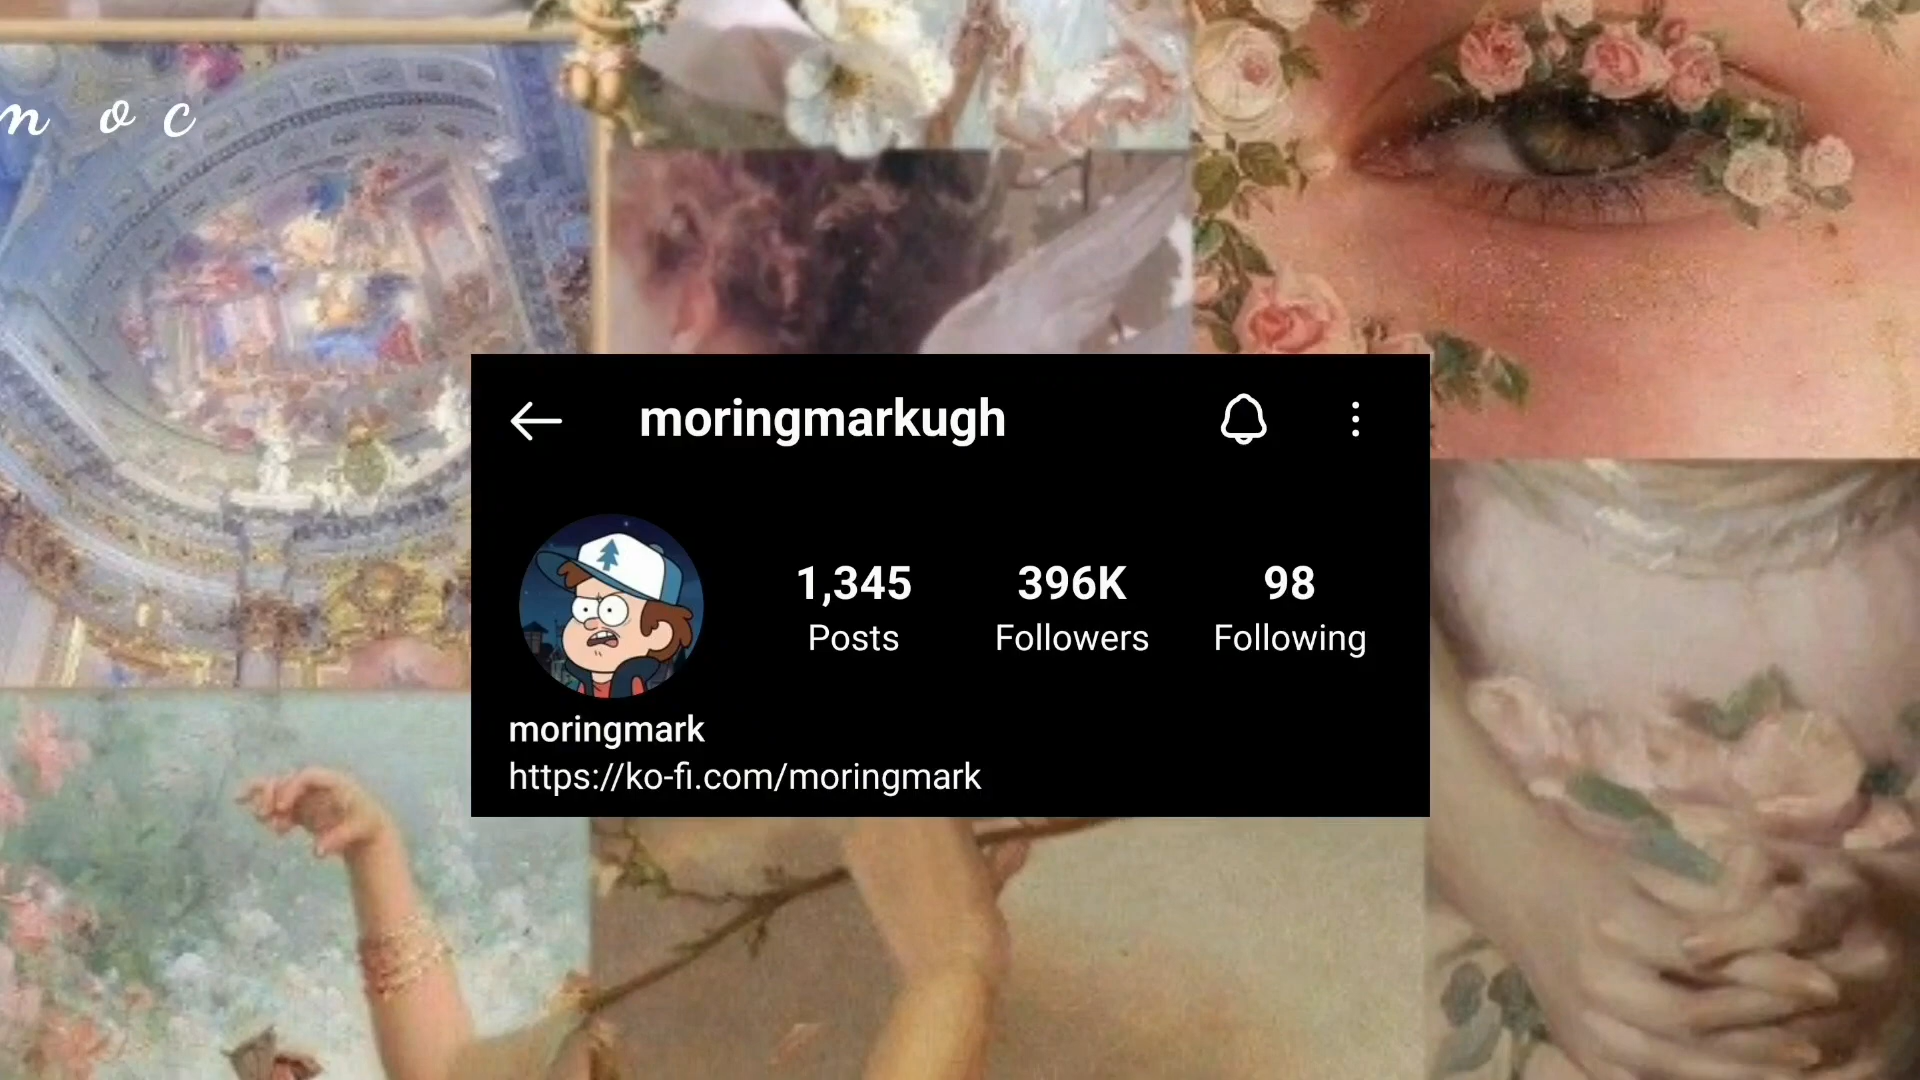 n o c
moringmarkugh
1,345 396K 98
Posts Followers Following
moringmark
https://ko-fi.com/moringmark